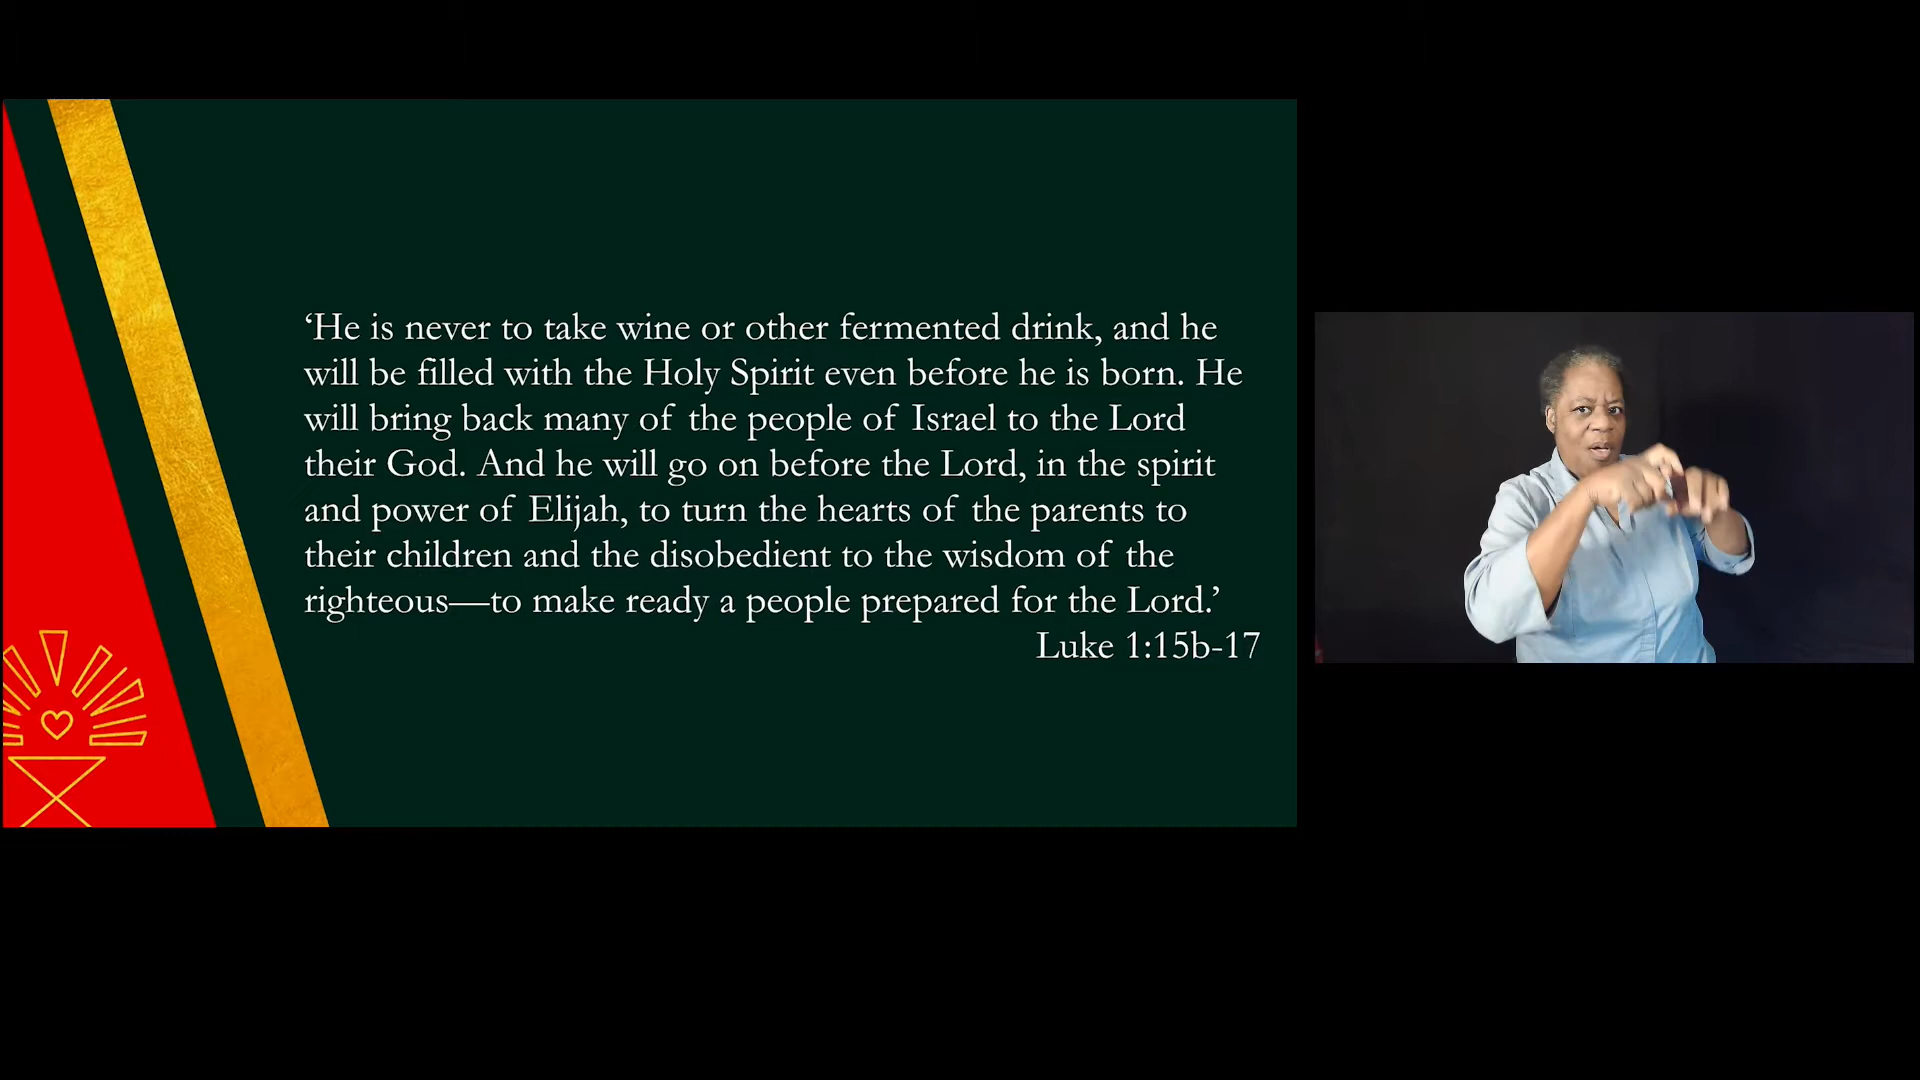 ‘He is never to take wine or other fermented drink, and he
will be filled with the Holy Spirit even before he is born. He
will bring back many of the people of Israel to the Lord
their God. And he will go on before the Lord, in the spirit
and power of Elijah, to turn the hearts of the parents to
their children and the disobedient to the wisdom of the
righteous—to make ready a people prepared for the Lord.’
Luke 1:15b-17